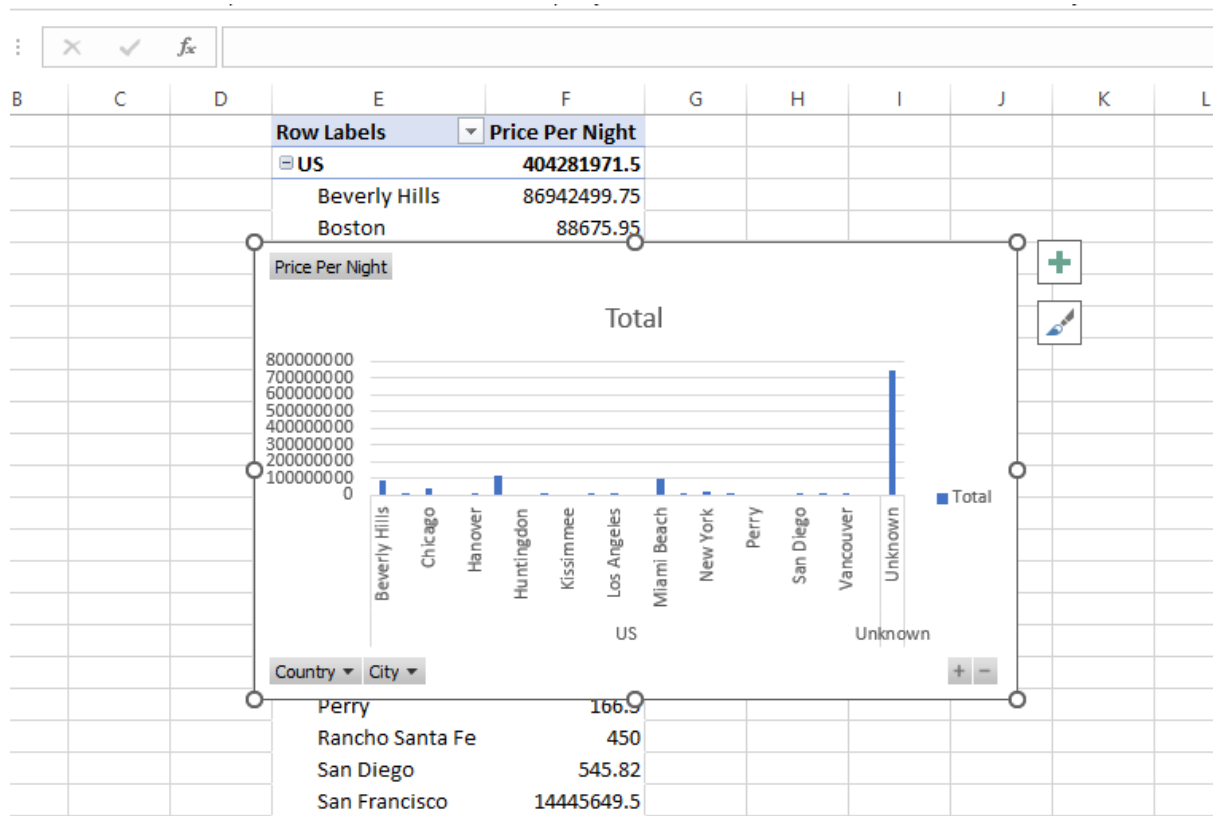 fx
B C D E F G H I J K L
Row Labels Price Per Night
US 404281971.5
Beverly Hills 86942499.75
Boston 88675.95
Price Per Night
Total
800000000
700000000
600000000
500000000
400000000
300000000
200000000
100000000
0
Total
Beverly Hills
Chicago
Hanover
Huntingdon
Kissimmee
Los Angeles
Miami Beach
New York
Perry
San Diego
Vancouver
Unknown
US Unknown
Country City
Perry 166.5
Rancho Santa Fe 450
San Diego 545.82
San Francisco 14445649.5